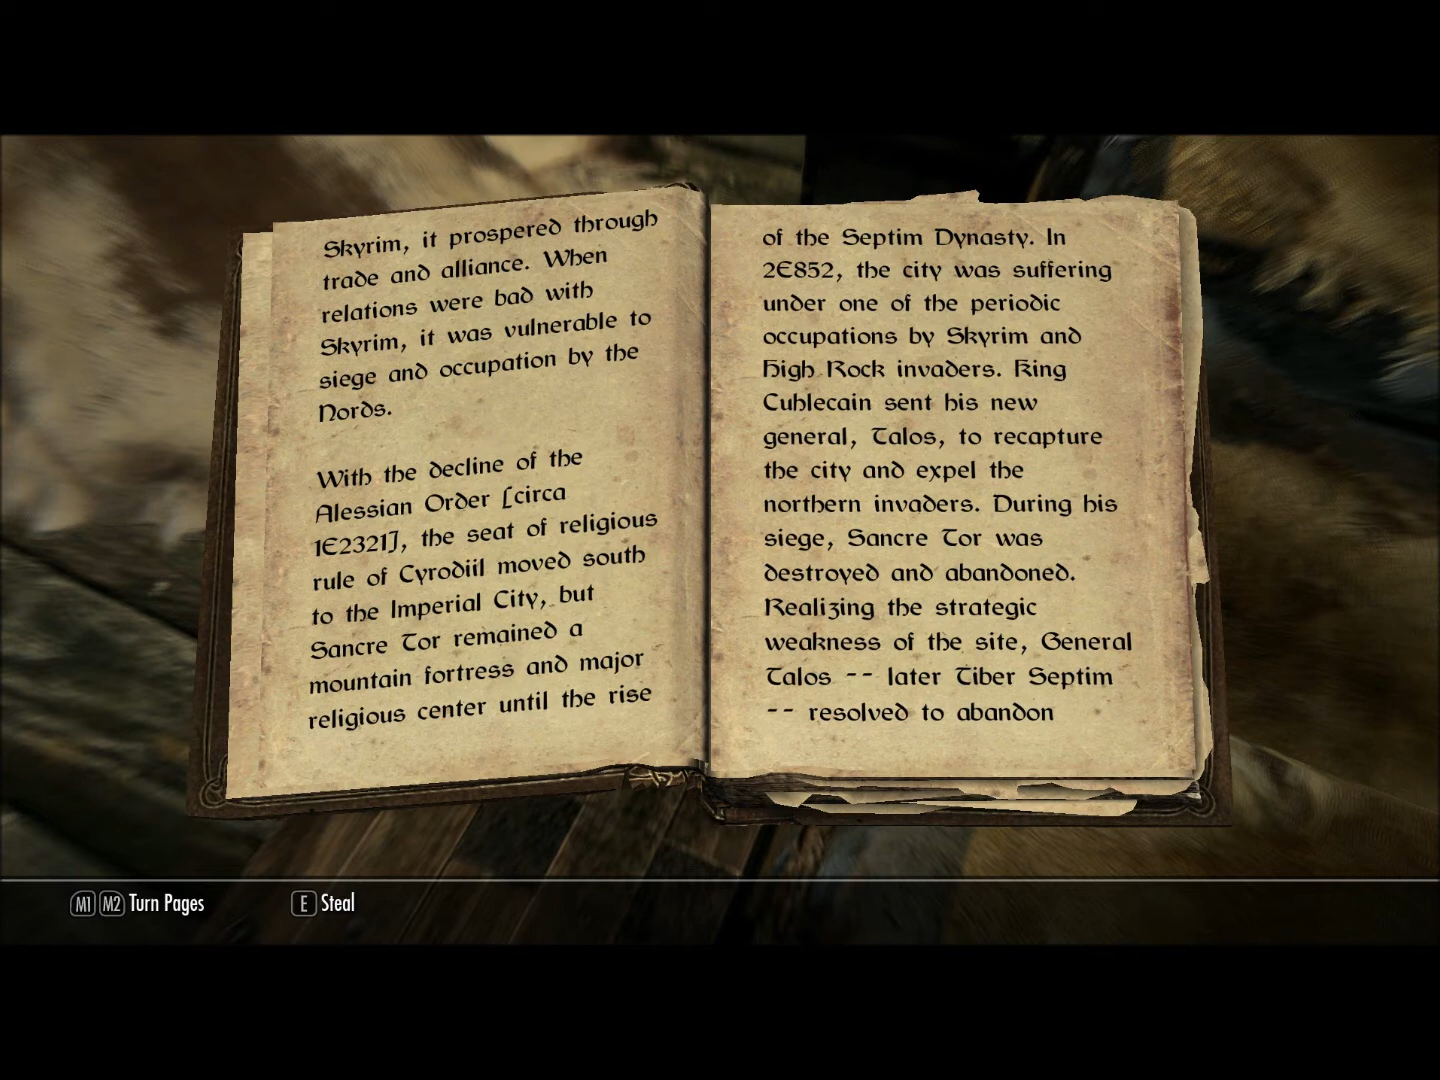 Skyrim, it prospered through
trade and alliance. When
relations were bad with
Skyrim, it was vulnerable to
siege and occupation by the
Nords.
With the decline of the
Alessian Order [circa
1E2321], the seat of religious
rule of Cyrodiil moved south
to the Imperial City, but
Sancre Tor remained a
mountain fortress and major
religious center until the rise
of the Septim Dynasty. In
2E852, the city was suffering
under one of the periodic
occupations by Skyrim and
High Rock invaders. King
Cuhlecain sent his new
general, Talos, to recapture
the city and expel the
northern invaders. During his
siege, Sancre Tor was
destroyed and abandoned.
Realizing the strategic
weakness of the site, General
Talos -- later Tiber Septim
-- resolved to abandon
M1 M2 Turn Pages
E Steal